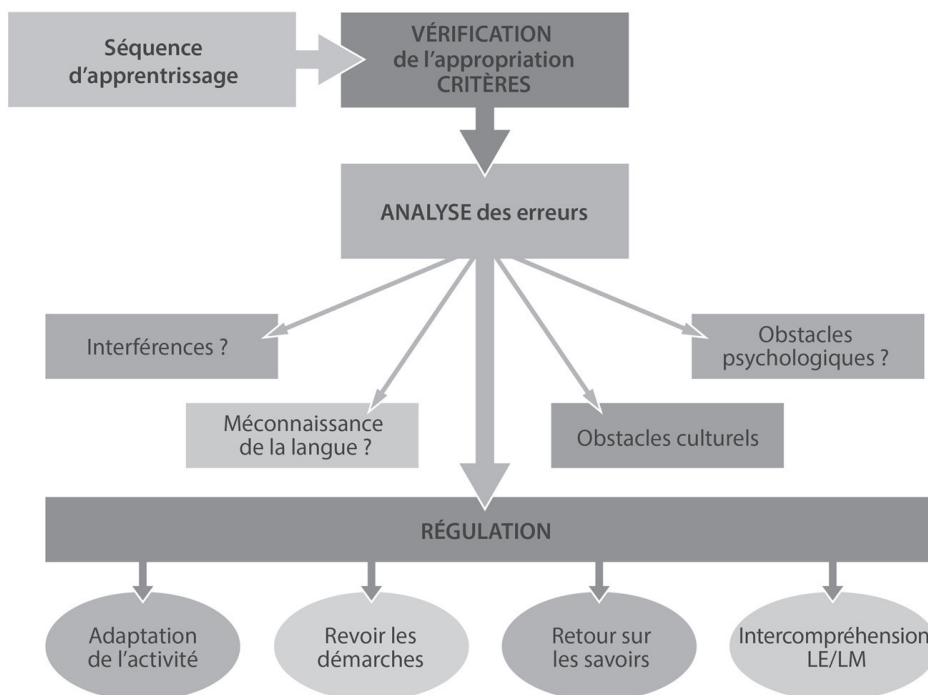 Séquence
d'apprentrissage
VÉRIFICATION
de l'appropriation
CRITÈRES
ANALYSE des erreurs
Interférences ?
Obstacles
psychologiques ?
Méconnaissance
de la langue ?
Obstacles culturels
RÉGULATION
Adaptation
de l'activité
Revoir les
démarches
Retour sur
les savoirs
Intercompréhension
LE/LM